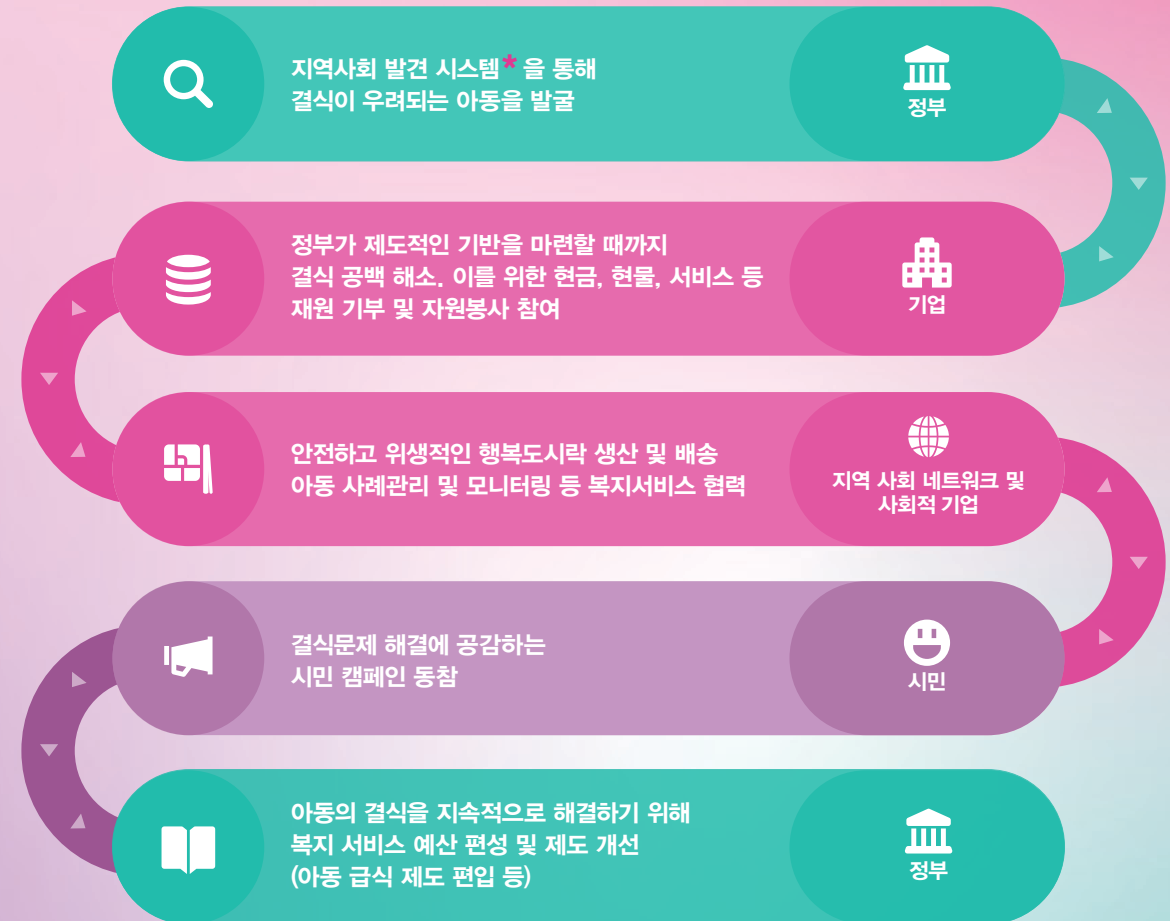 지역사회 발견 시스템* 을 통해
결식이 우려되는 아동을 발굴
정부
정부가 제도적인 기반을 마련할 때까지
결식 공백 해소. 이를 위한 현금, 현물, 서비스 등
재원 기부 및 자원봉사 참여
기업
안전하고 위생적인 행복도시락 생산 및 배송
아동 사례관리 및 모니터링 등 복지서비스 협력
지역 사회 네트워크 및
사회적 기업
결식문제 해결에 공감하는
시민 캠페인 동참
시민
아동의 결식을 지속적으로 해결하기 위해
복지 서비스 예산 편성 및 제도 개선
(아동 급식 제도 편입 등)
정부